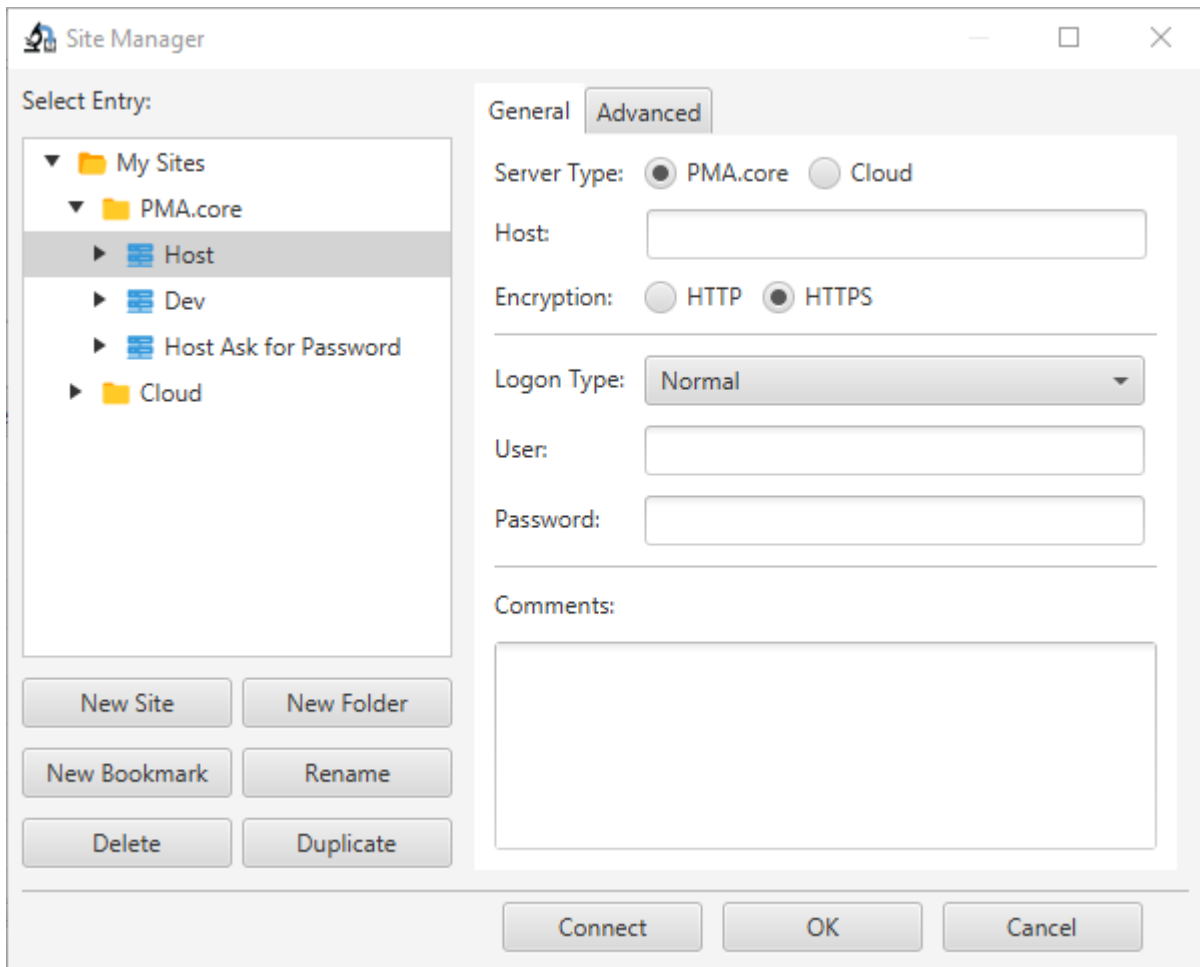 Site Manager
Select Entry:
My Sites
PMA.core
Host
Dev
Host Ask for Password
Cloud
New Site
New Folder
New Bookmark
Rename
Delete
Duplicate
General
Advanced
Server Type:
PMA.core
Cloud
Host:
Encryption:
HTTP
HTTPS
Logon Type:
Normal
User:
Password:
Comments:
Connect
OK
Cancel